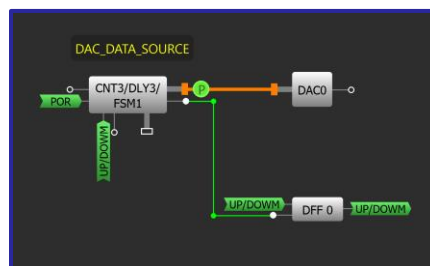 DAC_DATA_SOURCE
CNT3/DLY3/
FSM1
P
DAC0
POR
UP/DOWM
UP/DOWM
DFF 0
UP/DOWM